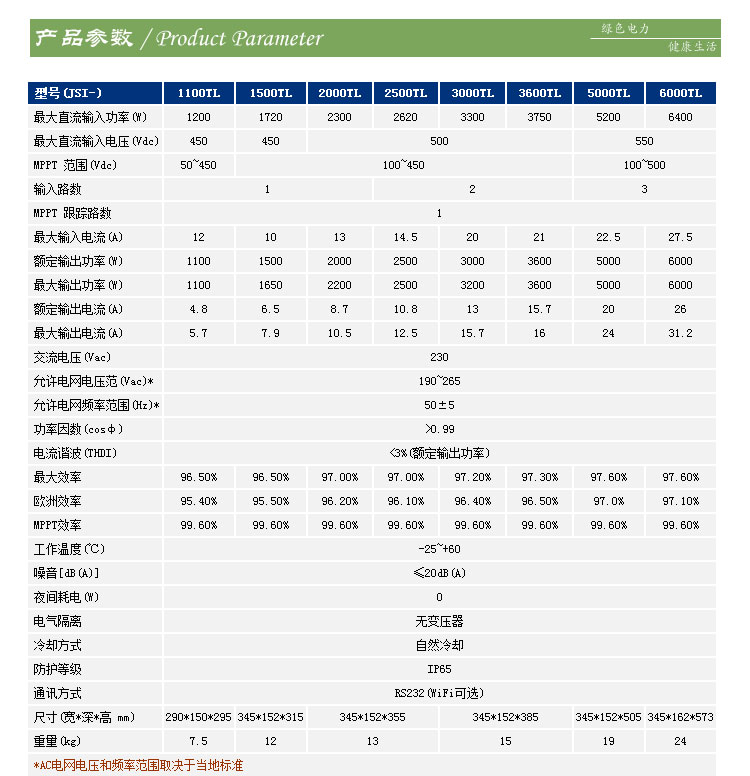 产品参数 / Product Parameter
绿色电力
健康生活
型号(JSI-) 1100TL 1500TL 2000TL 2500TL 3000TL 3600TL 5000TL 6000TL
最大直流输入功率(W) 1200 1720 2300 2620 3300 3750 5200 6400
最大直流输入电压(Vdc) 450 450 500 550
MPPT 范围(Vdc) 50~450 100~450 100~500
输入路数 1 2 3
MPPT 跟踪路数 1
最大输入电流(A) 12 10 13 14.5 20 21 22.5 27.5
额定输出功率(W) 1100 1500 2000 2500 3000 3600 5000 6000
最大输出功率(W) 1100 1650 2200 2500 3200 3600 5000 6000
额定输出电流(A) 4.8 6.5 8.7 10.8 13 15.7 20 26
最大输出电流(A) 5.7 7.9 10.5 12.5 15.7 16 24 31.2
交流电压(Vac) 230
允许电网电压范(Vac)* 190~265
允许电网频率范围(Hz)* 50±5
功率因数(cosφ) >0.99
电流谐波(THDI) <3%(额定输出功率)
最大效率 96.50% 96.50% 97.00% 97.00% 97.20% 97.30% 97.60% 97.60%
欧洲效率 95.40% 95.50% 96.20% 96.10% 96.40% 96.50% 97.0% 97.10%
MPPT效率 99.60% 99.60% 99.60% 99.60% 99.60% 99.60% 99.60% 99.60%
工作温度(℃) -25~+60
噪音[dB(A)] ≤20dB(A)
夜间耗电(W) 0
电气隔离 无变压器
冷却方式 自然冷却
防护等级 IP65
通讯方式 RS232(WiFi可选)
尺寸(宽*深*高 mm) 290*150*295 345*152*315 345*152*355 345*152*385 345*152*505 345*162*573
重量(kg) 7.5 12 13 15 19 24
*AC电网电压和频率范围取决于当地标准